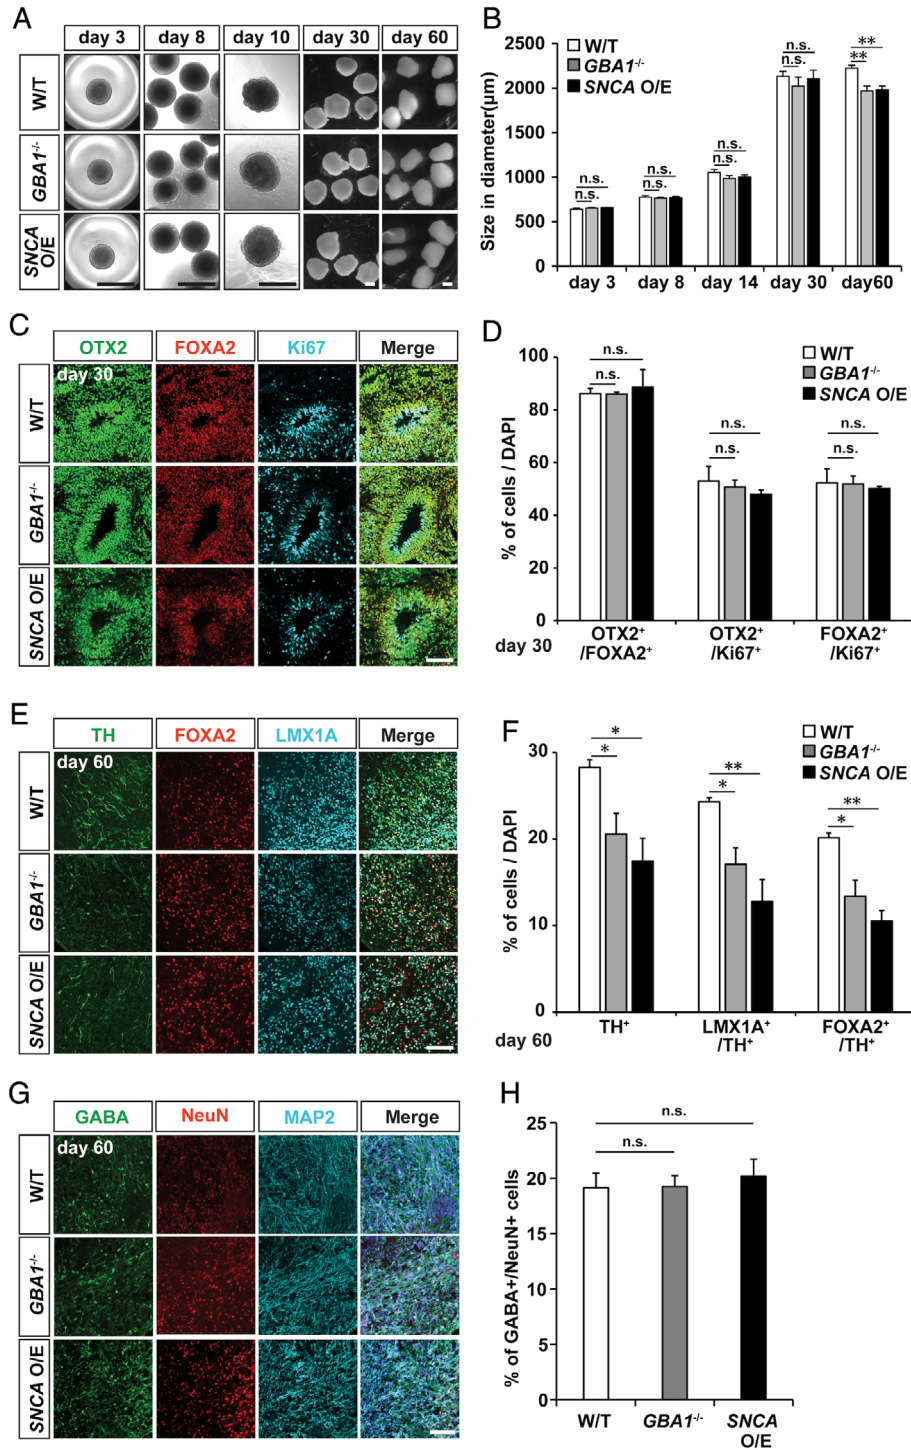 A
day 3 day 8 day 10 day 30 day 60
W/T
GBA1-/-
SNCA
O/E
B
Size in diameter(μm)
2500
2000
1500
1000
500
0
W/T
GBA1-/-
SNCA O/E
n.s.
n.s.
n.s.
n.s.
n.s.
n.s.
n.s.
n.s.
**
**
day 3 day 8 day 14 day 30 day60
C
OTX2 FOXA2 Ki67 Merge
day 30
W/T
GBA1-/-
SNCA O/E
D
% of cells / DAPI
100
80
60
40
20
0
W/T
GBA1-/-
SNCA O/E
n.s.
n.s.
n.s.
n.s.
n.s.
n.s.
day 30
OTX2+
/FOXA2+
OTX2+
/Ki67+
FOXA2+
/Ki67+
E
TH FOXA2 LMX1A Merge
day 60
W/T
GBA1-/-
SNCA O/E
F
% of cells / DAPI
30
20
10
0
W/T
GBA1-/-
SNCA O/E
*
*
**
*
**
*
day 60
TH+
LMX1A+
/TH+
FOXA2+
/TH+
G
GABA NeuN MAP2 Merge
day 60
W/T
GBA1-/-
SNCA O/E
H
% of GABA+/NeuN+ cells
25
20
15
10
5
0
n.s.
n.s.
W/T GBA1-/- SNCA
O/E